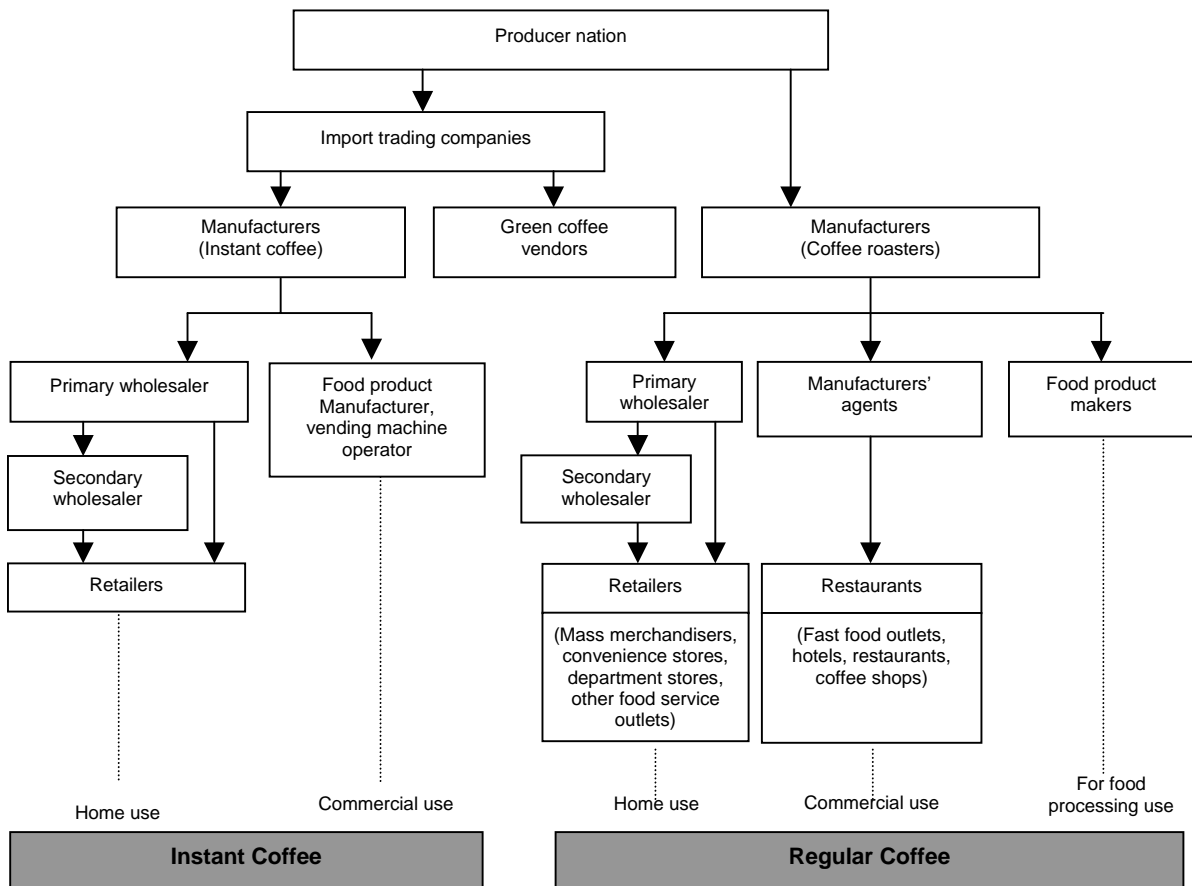 Producer nation
Import trading companies
Manufacturers
(Instant coffee)
Green coffee
vendors
Manufacturers
(Coffee roasters)
Primary wholesaler
Food product
Manufacturer,
vending machine
operator
Primary
wholesaler
Manufacturers’
agents
Food product
makers
Secondary
wholesaler
Secondary
wholesaler
Retailers
Retailers
(Mass merchandisers,
convenience stores,
department stores,
other food service
outlets)
Restaurants
(Fast food outlets,
hotels, restaurants,
coffee shops)
Home use
Commercial use
Home use
Commercial use
For food
processing use
Instant Coffee
Regular Coffee